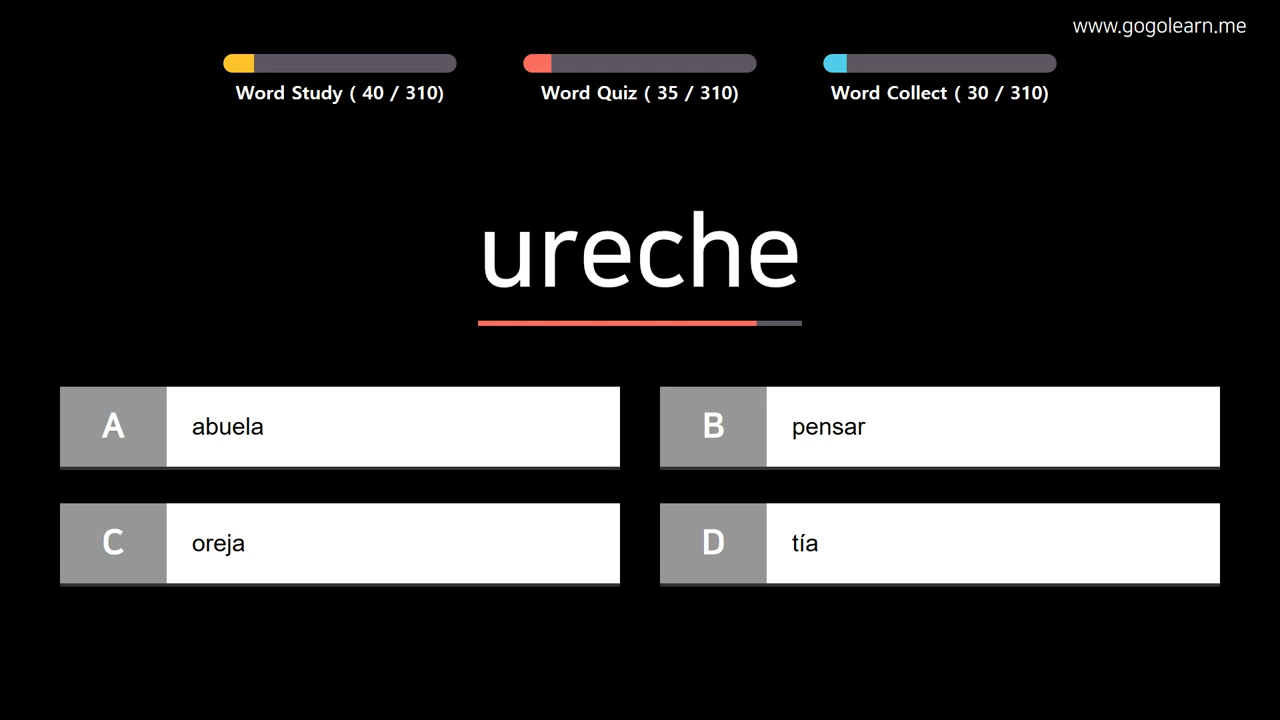 www.gogolearn.me
Word Study ( 40 / 310)
Word Quiz ( 35 / 310)
Word Collect ( 30 / 310)
ureche
A abuela
B pensar
C oreja
D tía